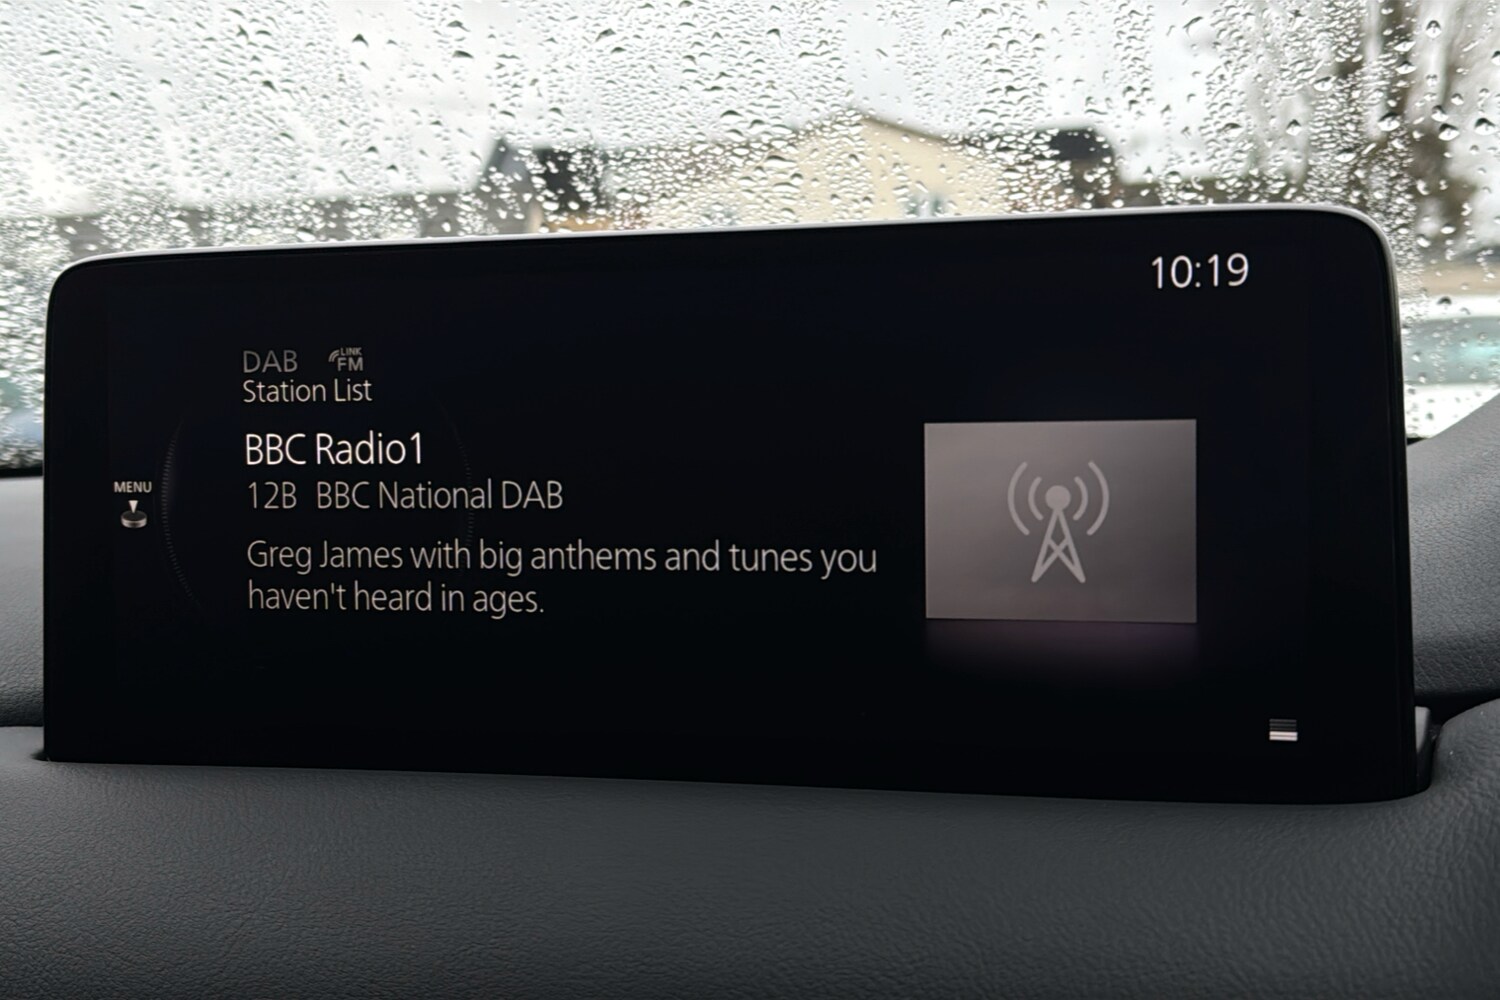 10:19
DAB LINK FM
Station List
BBC Radio1
MENU
12B BBC National DAB
Greg James with big anthems and tunes you
haven't heard in ages.